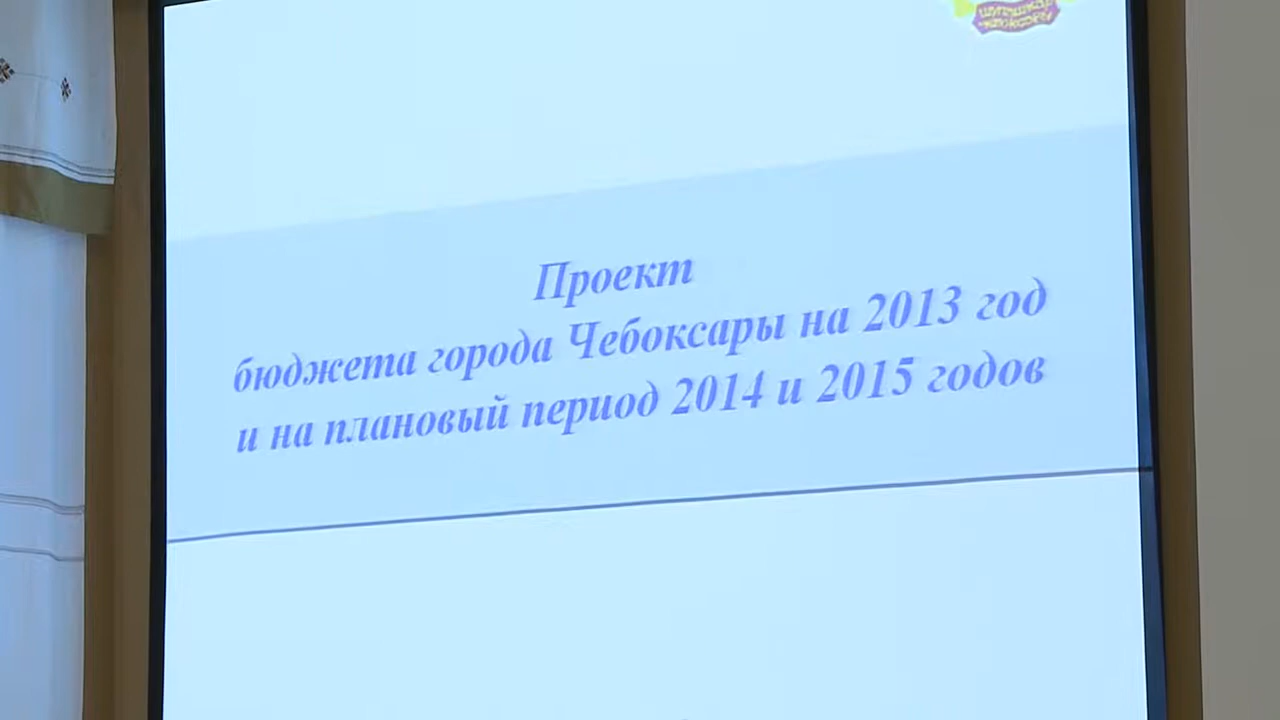 Проект
бюджета города Чебоксары на 2013 год
и на плановый период 2014 и 2015 годов